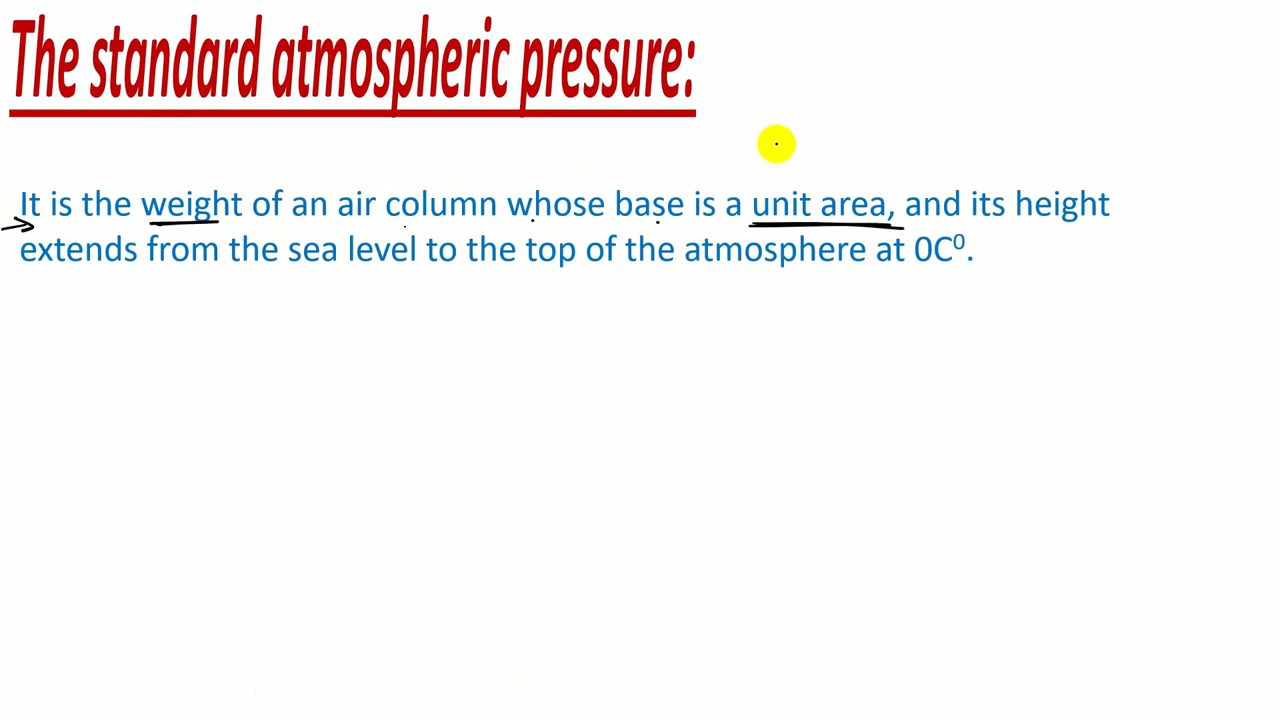 The standard atmospheric pressure:
It is the weight of an air column whose base is a unit area, and its height
extends from the sea level to the top of the atmosphere at 0C⁰.